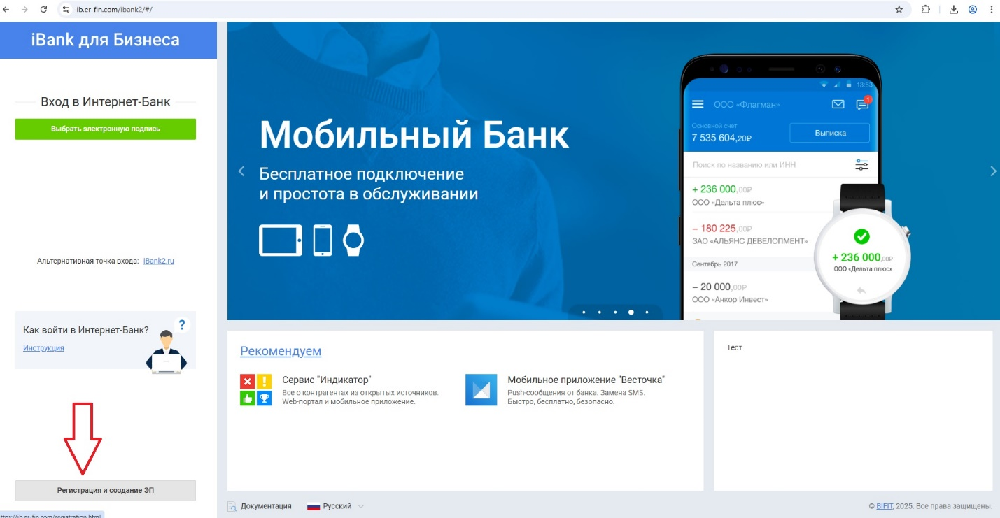 ib.er-fin.com/ibank2/#/
iBank для Бизнеса
Вход в Интернет-Банк
Выбрать электронную подпись
Альтернативная точка входа: iBank2.ru
Как войти в Интернет-Банк?
?
Инструкция
Регистрация и создание ЭП
ttps://ib.er-fin.com/registration.html
Мобильный Банк
Бесплатное подключение
и простота в обслуживании
13:53
ООО «Флагман»
1
Основной счет
7 535 604,20₽
Выписка
Поиск по названию или ИНН
+ 236 000,00₽
ООО «Дельта плюс»
− 180 225,00₽
ЗАО «АЛЬЯНС ДЕВЕЛОПМЕНТ»
Сентябрь 2017
− 20 000,00₽
ООО «Анкор Инвест»
+ 236 000,00₽
ООО «Дельта плюс»
Рекомендуем
Сервис "Индикатор"
Все о контрагентах из открытых источников.
Web-портал и мобильное приложение.
Мобильное приложение "Весточка"
Push-сообщения от банка. Замена SMS.
Быстро, бесплатно, безопасно.
Тест
Документация
Русский
© BIFIT, 2025. Все права защищены.